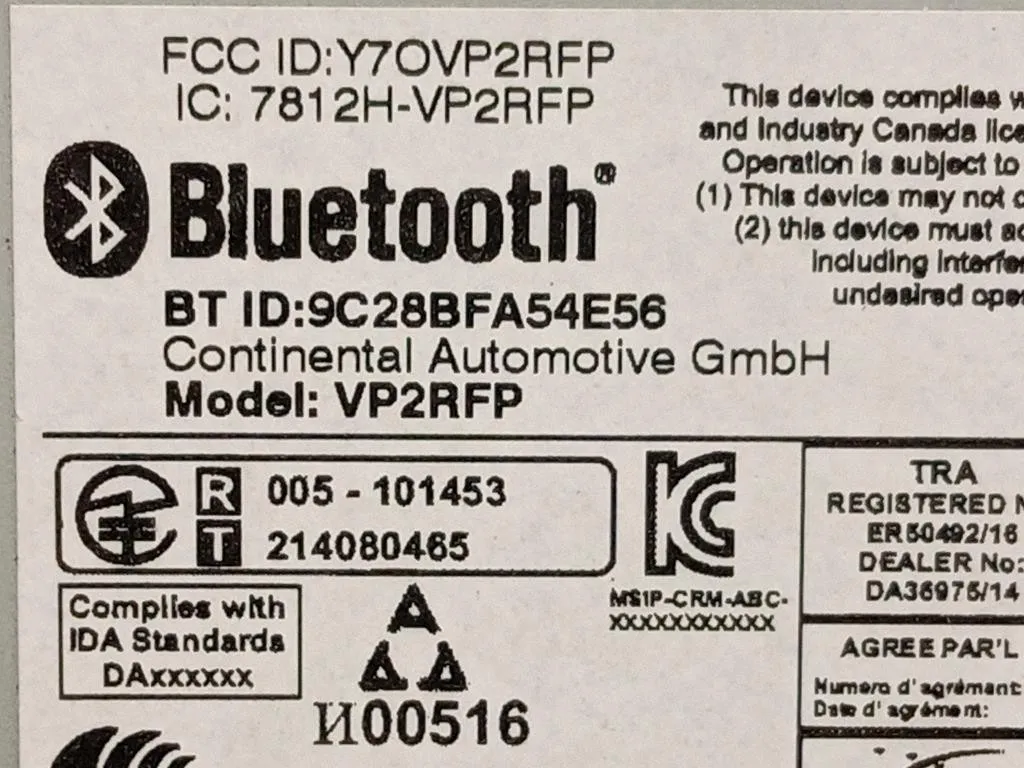 FCC ID:Y7OVP2RFP
IC: 7812H-VP2RFP
Bluetooth®
BT ID:9C28BFA54E56
Continental Automotive GmbH
Model: VP2RFP
This device complies
and Industry Canada
Operation is subject to
(1) This device may not
(2) this device must
including
undesired
R 005 - 101453
T 214080465
MSIP-CRM-ABC-
XXXXXXXXXXX
Complies with
IDA Standards
DAxxxxxx
И00516
TRA
REGISTERED
ER50492/16
DEALER No:
DA36975/14
AGREE PAR'L
Numero d'agrément:
Date d'agrément: